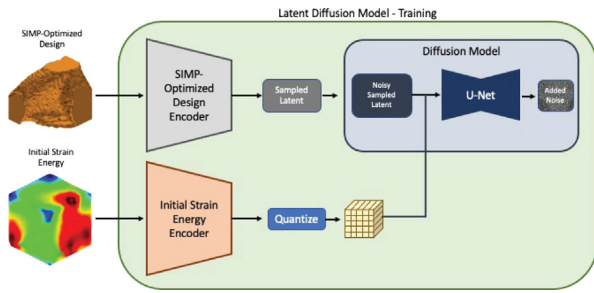 Latent Diffusion Model - Training
SIMP-Optimized
Design
SIMP-
Optimized
Design
Encoder
Sampled
Latent
Diffusion Model
Noisy
Sampled
Latent
U-Net
Added
Noise
Initial Strain
Energy
Initial Strain
Energy
Encoder
Quantize